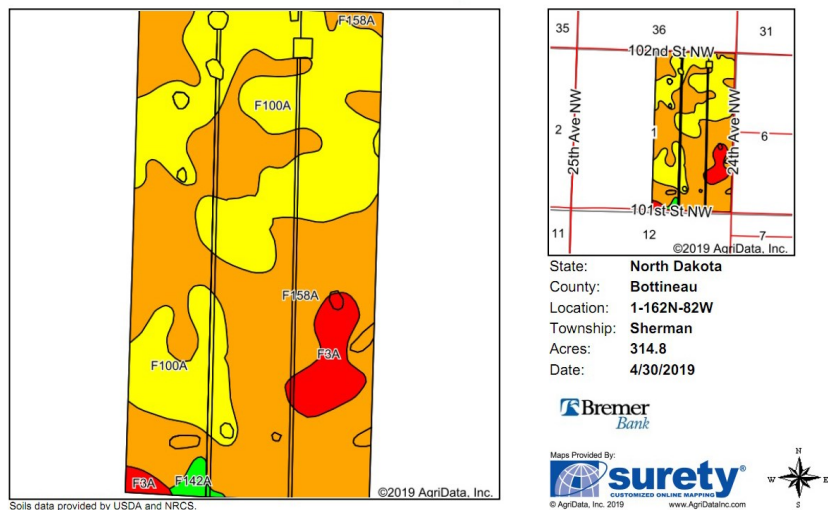 F158A
F100A
F158A
F3A
F100A
F3A
F142A
©2019 AgriData, Inc.
Soils data provided by USDA and NRCS.
35
36
31
102nd St NW
2
25th Ave NW
1
24th Ave NW
6
101st St NW
11
12
7
©2019 AgriData, Inc.
State: North Dakota
County: Bottineau
Location: 1-162N-82W
Township: Sherman
Acres: 314.8
Date: 4/30/2019
Bremer
Bank
Maps Provided By:
surety®
CUSTOMIZED ONLINE MAPPING
© AgriData, Inc. 2019
www.AgriDataInc.com
N
W
E
S